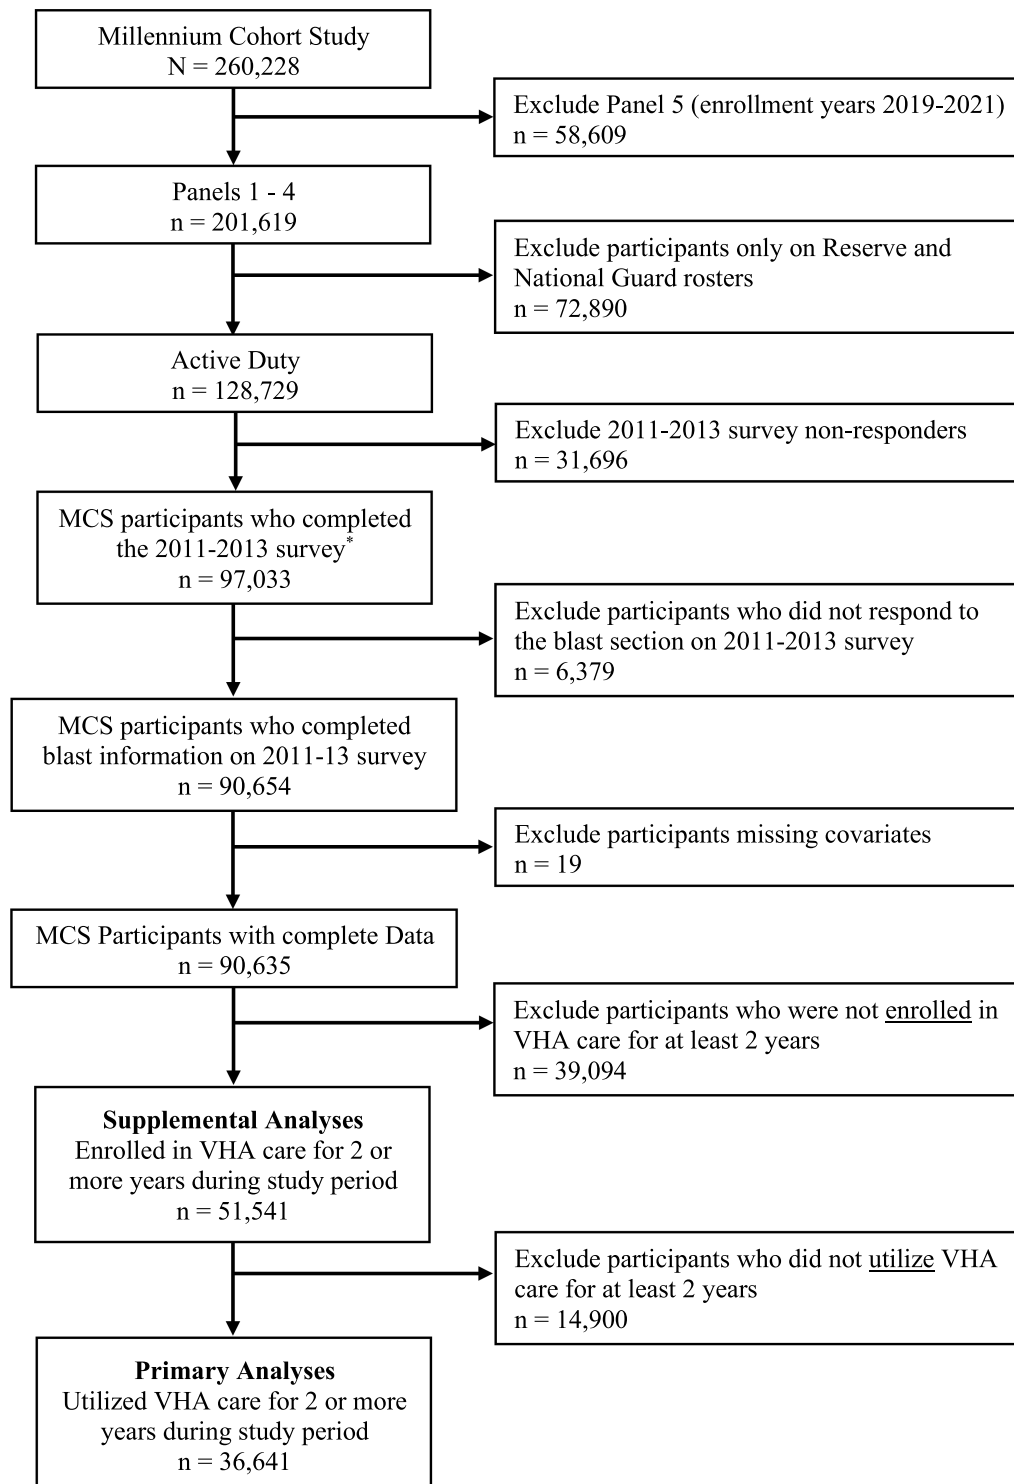 Millennium Cohort Study
N = 260,228
Exclude Panel 5 (enrollment years 2019-2021)
n = 58,609
Panels 1 - 4
n = 201,619
Exclude participants only on Reserve and
National Guard rosters
n = 72,890
Active Duty
n = 128,729
Exclude 2011-2013 survey non-responders
n = 31,696
MCS participants who completed
the 2011-2013 survey*
n = 97,033
Exclude participants who did not respond to
the blast section on 2011-2013 survey
n = 6,379
MCS participants who completed
blast information on 2011-13 survey
n = 90,654
Exclude participants missing covariates
n = 19
MCS Participants with complete Data
n = 90,635
Exclude participants who were not enrolled in
VHA care for at least 2 years
n = 39,094
Supplemental Analyses
Enrolled in VHA care for 2 or
more years during study period
n = 51,541
Exclude participants who did not utilize VHA
care for at least 2 years
n = 14,900
Primary Analyses
Utilized VHA care for 2 or more
years during study period
n = 36,641